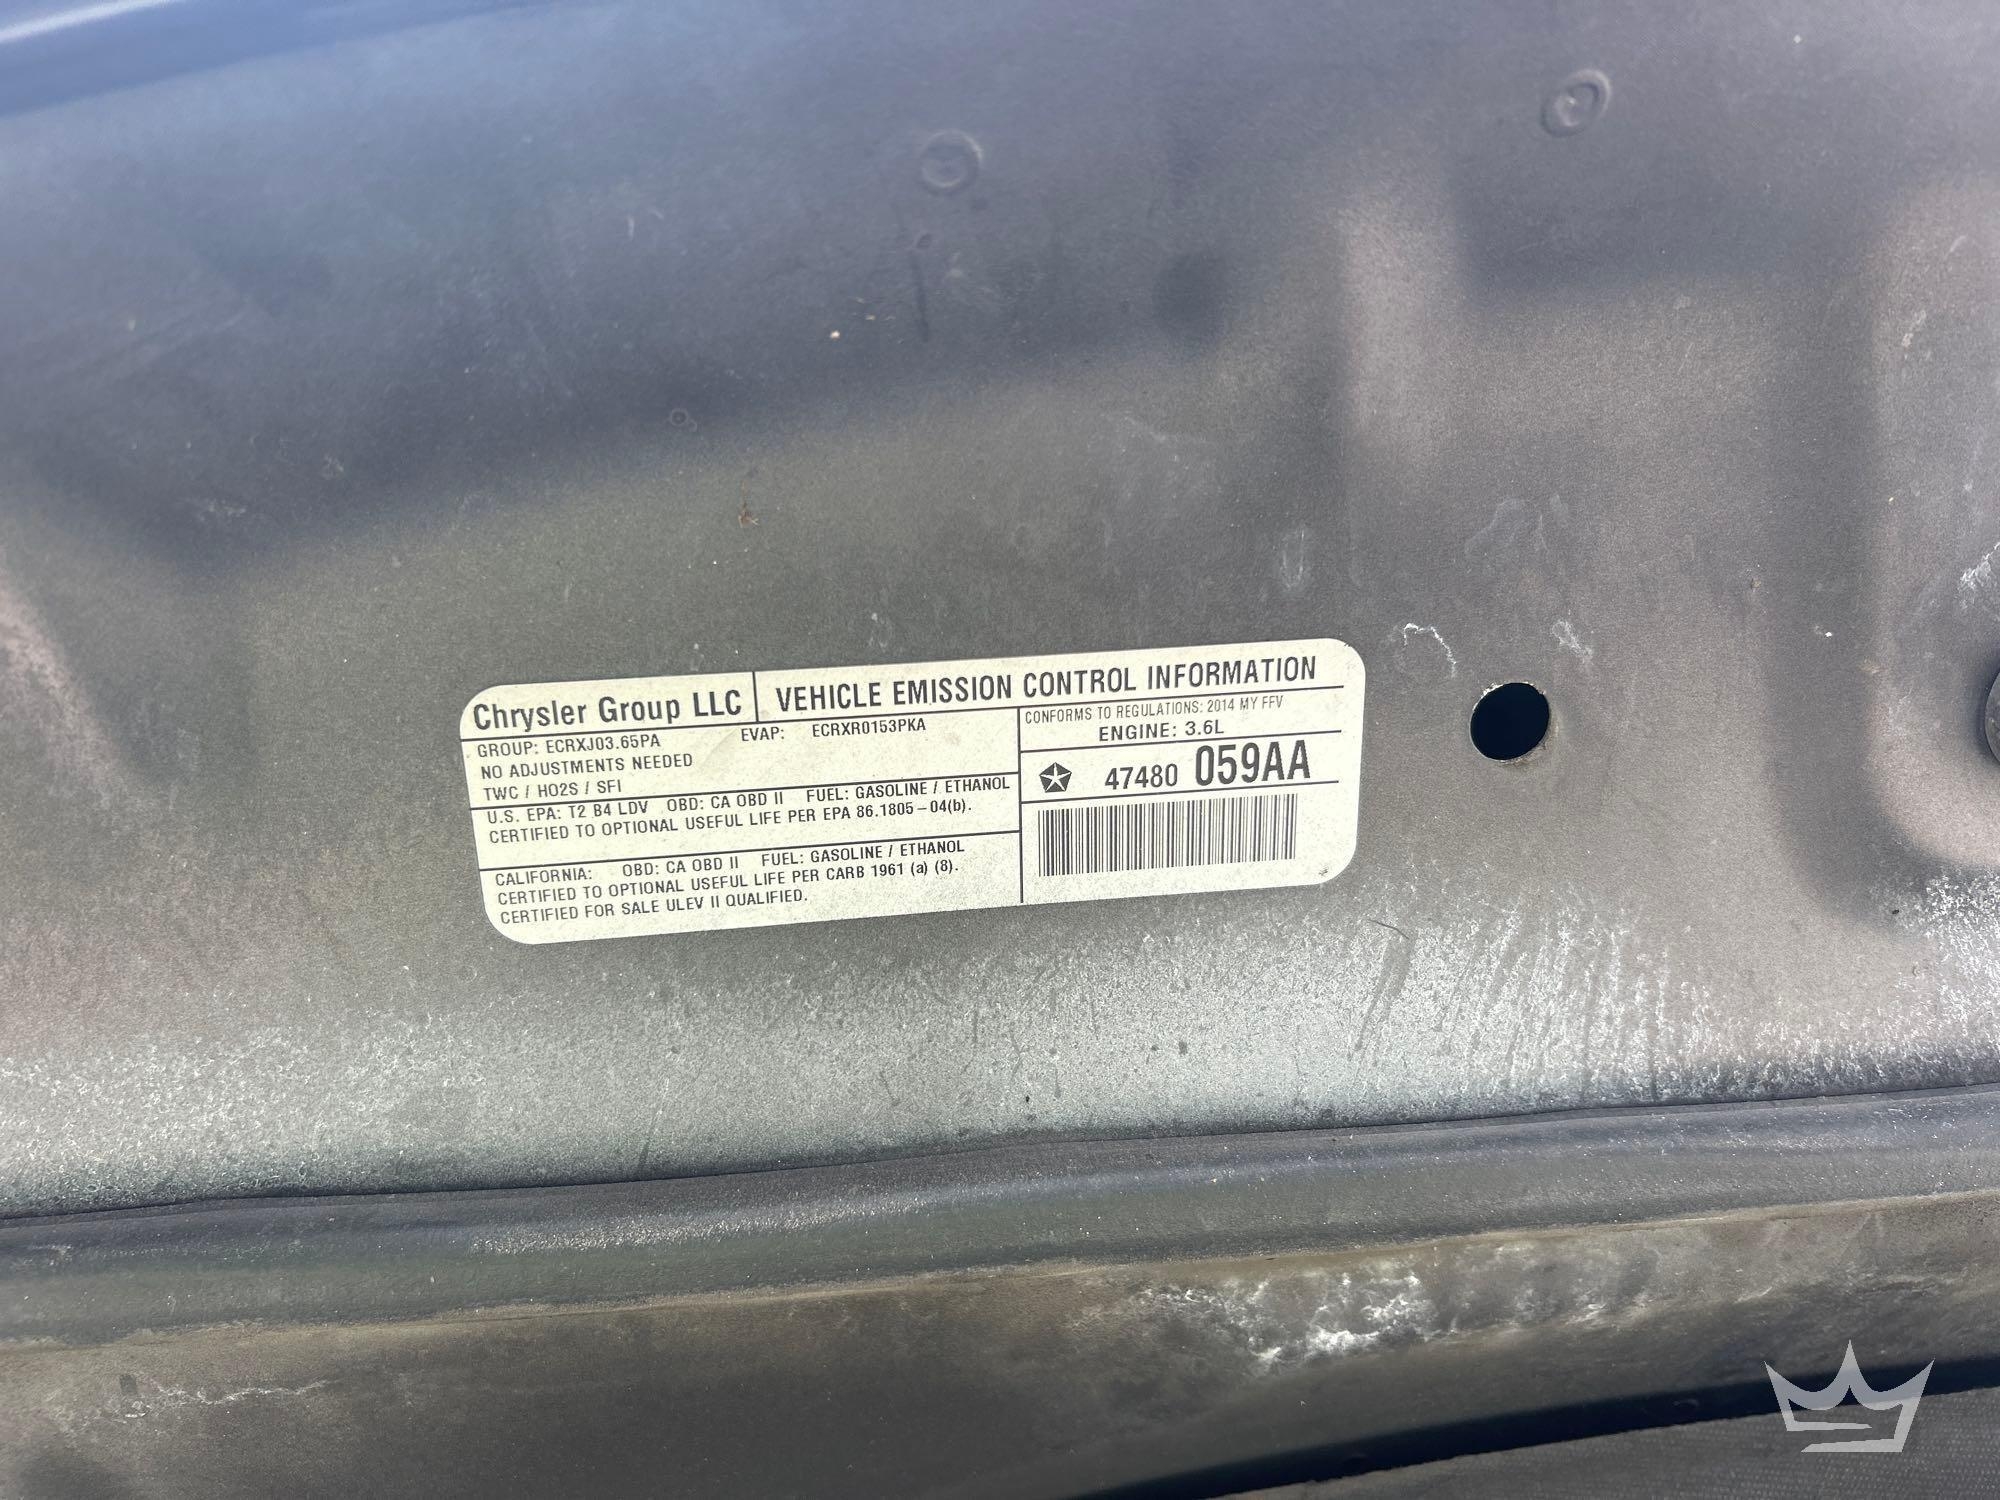 Chrysler Group LLC
VEHICLE EMISSION CONTROL INFORMATION
GROUP: ECRXJ03.65PA EVAP: ECRXR0153PKA
NO ADJUSTMENTS NEEDED
TWC / HO2S / SFI
U.S. EPA: T2 B4 LDV OBD: CA OBD II FUEL: GASOLINE / ETHANOL
CERTIFIED TO OPTIONAL USEFUL LIFE PER EPA 86.1805-04(b).
CALIFORNIA: OBD: CA OBD II FUEL: GASOLINE / ETHANOL
CERTIFIED TO OPTIONAL USEFUL LIFE PER CARB 1961 (a) (8).
CERTIFIED FOR SALE ULEV II QUALIFIED.
CONFORMS TO REGULATIONS: 2014 MY FFV
ENGINE: 3.6L
47480 059AA